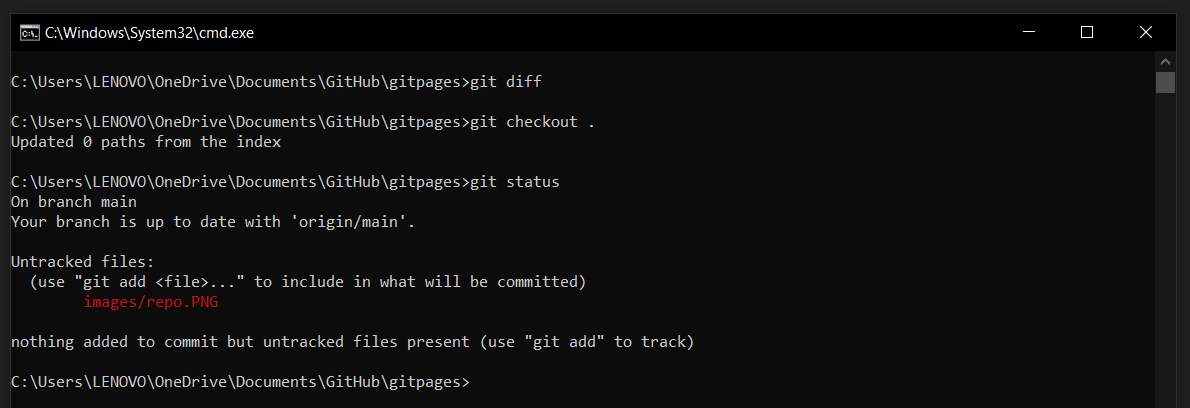 C:\Windows\System32\cmd.exe
C:\Users\LENOVO\OneDrive\Documents\GitHub\gitpages>git diff
C:\Users\LENOVO\OneDrive\Documents\GitHub\gitpages>git checkout .
Updated 0 paths from the index
C:\Users\LENOVO\OneDrive\Documents\GitHub\gitpages>git status
On branch main
Your branch is up to date with 'origin/main'.
Untracked files:
(use "git add <file>..." to include in what will be committed)
images/repo.PNG
nothing added to commit but untracked files present (use "git add" to track)
C:\Users\LENOVO\OneDrive\Documents\GitHub\gitpages>